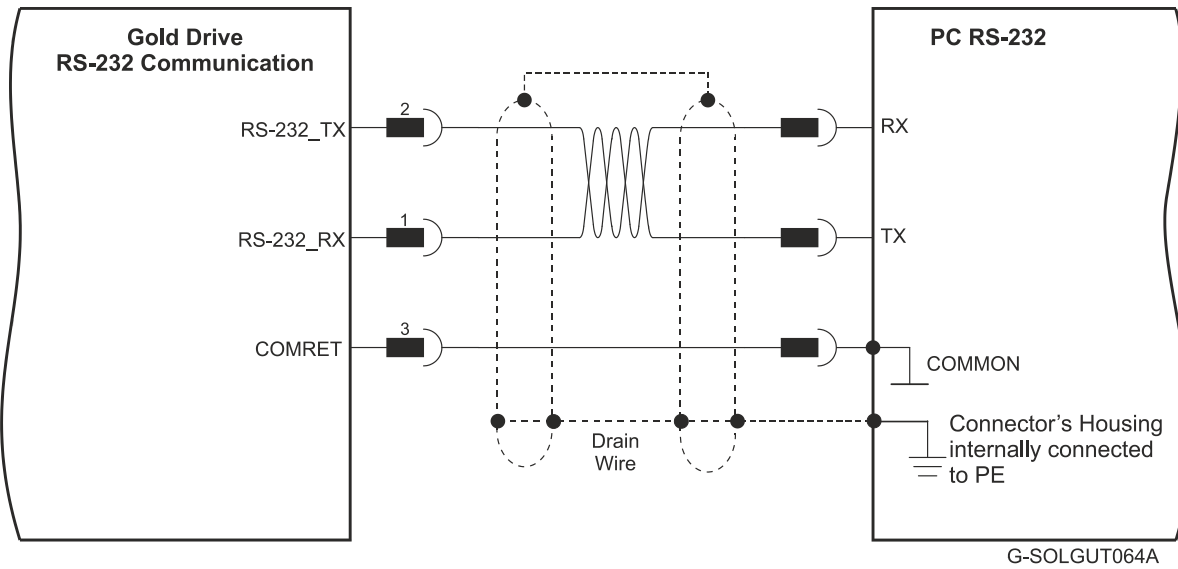 Gold Drive
RS-232 Communication
PC RS-232
2
RS-232_TX
RX
1
RS-232_RX
TX
3
COMRET
COMMON
Drain
Wire
Connector's Housing
internally connected
to PE
G-SOLGUT064A